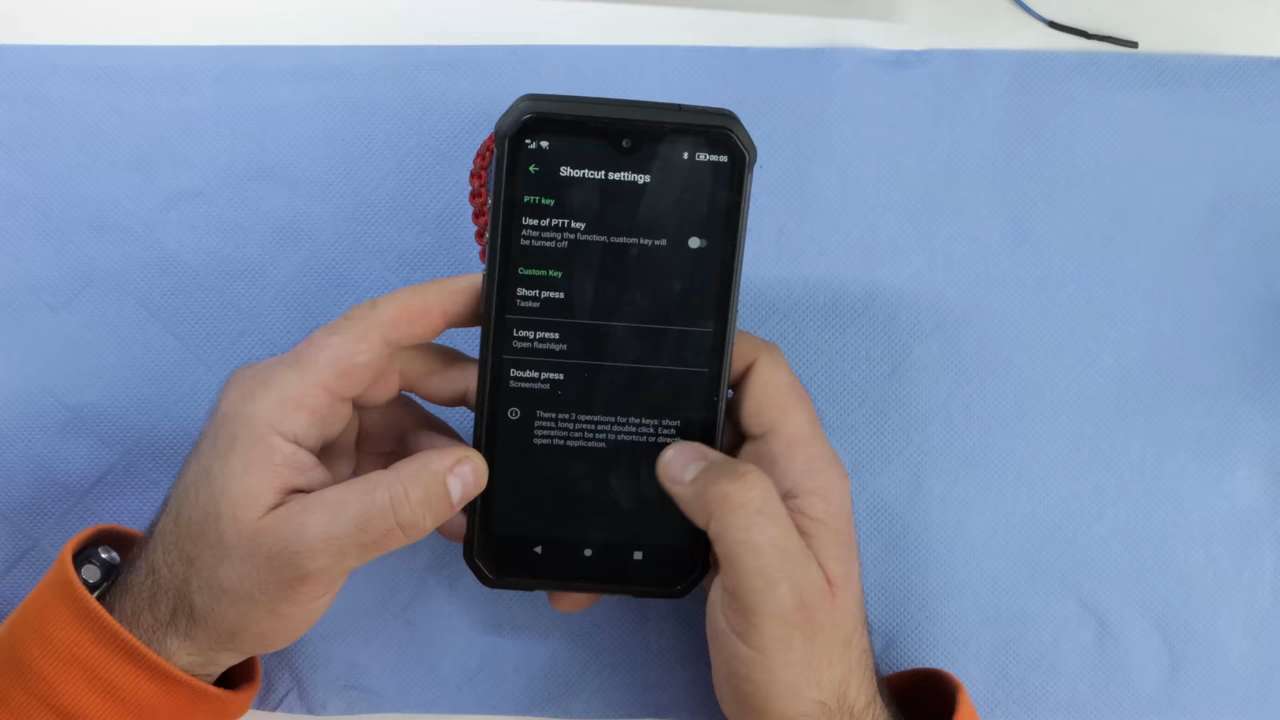 00:05
Shortcut settings
PTT key
Use of PTT key
After using the function, custom key will
be turned off
Custom Key
Short press
Tasker
Long press
Open flashlight
Double press
Screenshot
There are 3 operations for the keys: short
press, long press and double click. Each
operation can be set to shortcut or directly
open the application.